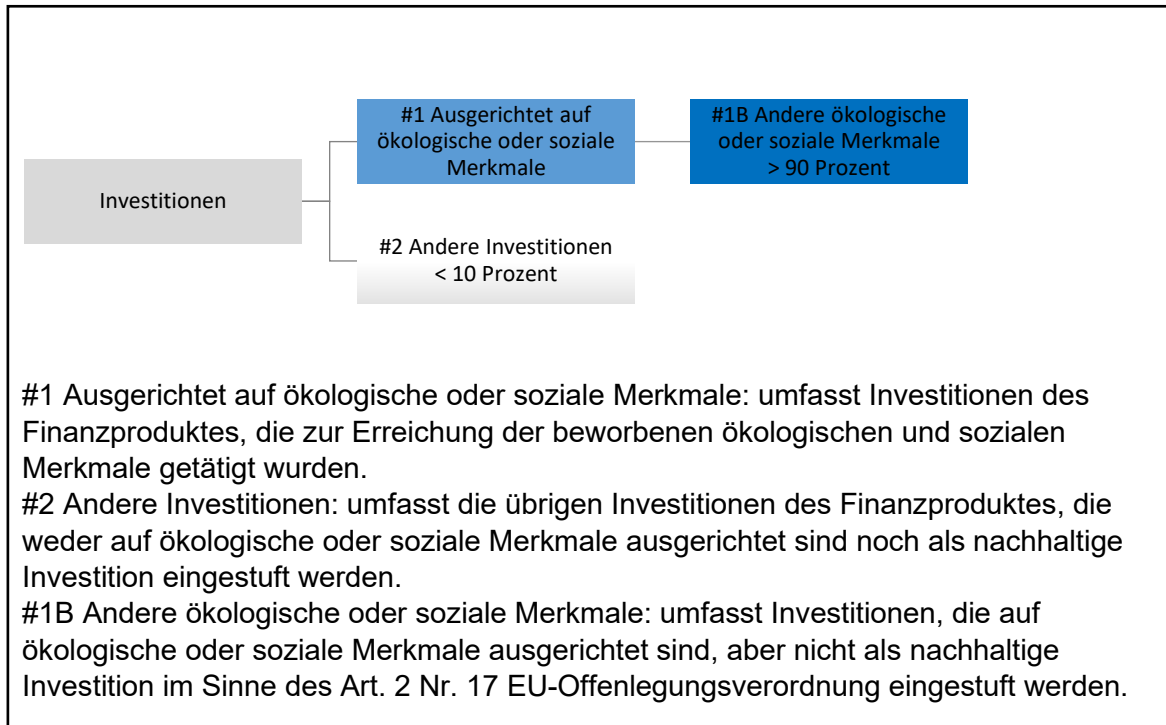 #1 Ausgerichtet auf
ökologische oder soziale
Merkmale
#1B Andere ökologische
oder soziale Merkmale
> 90 Prozent
Investitionen
#2 Andere Investitionen
< 10 Prozent
#1 Ausgerichtet auf ökologische oder soziale Merkmale: umfasst Investitionen des
Finanzproduktes, die zur Erreichung der beworbenen ökologischen und sozialen
Merkmale getätigt wurden.
#2 Andere Investitionen: umfasst die übrigen Investitionen des Finanzproduktes, die
weder auf ökologische oder soziale Merkmale ausgerichtet sind noch als nachhaltige
Investition eingestuft werden.
#1B Andere ökologische oder soziale Merkmale: umfasst Investitionen, die auf
ökologische oder soziale Merkmale ausgerichtet sind, aber nicht als nachhaltige
Investition im Sinne des Art. 2 Nr. 17 EU-Offenlegungsverordnung eingestuft werden.